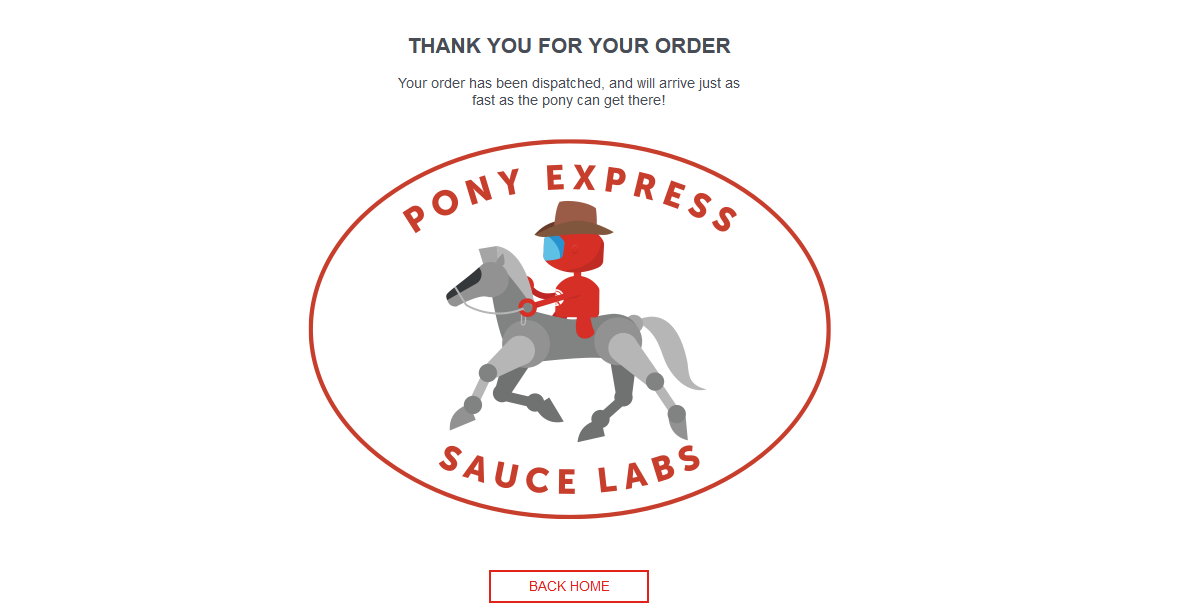 THANK YOU FOR YOUR ORDER
Your order has been dispatched, and will arrive just as
fast as the pony can get there!
PONY EXPRESS
SAUCE LABS
BACK HOME